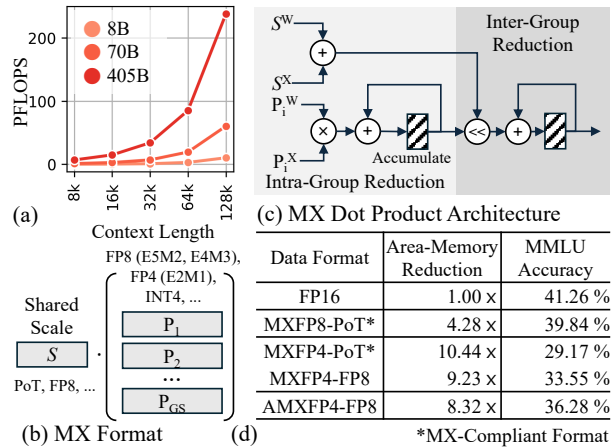 200
100
0
PFLOPS
8B
70B
405B
8k
16k
32k
64k
128k
Context Length
(a)
Inter-Group
Reduction
S^W
+
S^X
P_i^W
×
P_i^X
+
Accumulate
<<
+
Intra-Group Reduction
(c) MX Dot Product Architecture
FP8 (E5M2, E4M3),
FP4 (E2M1),
INT4, ...
Shared
Scale
S
·
PoT, FP8, ...
P_1
P_2
...
P_GS
(b) MX Format
Data Format Area-Memory Reduction MMLU Accuracy
FP16 1.00 x 41.26 %
MXFP8-PoT* 4.28 x 39.84 %
MXFP4-PoT* 10.44 x 29.17 %
MXFP4-FP8 9.23 x 33.55 %
AMXFP4-FP8 8.32 x 36.28 %
(d)
*MX-Compliant Format